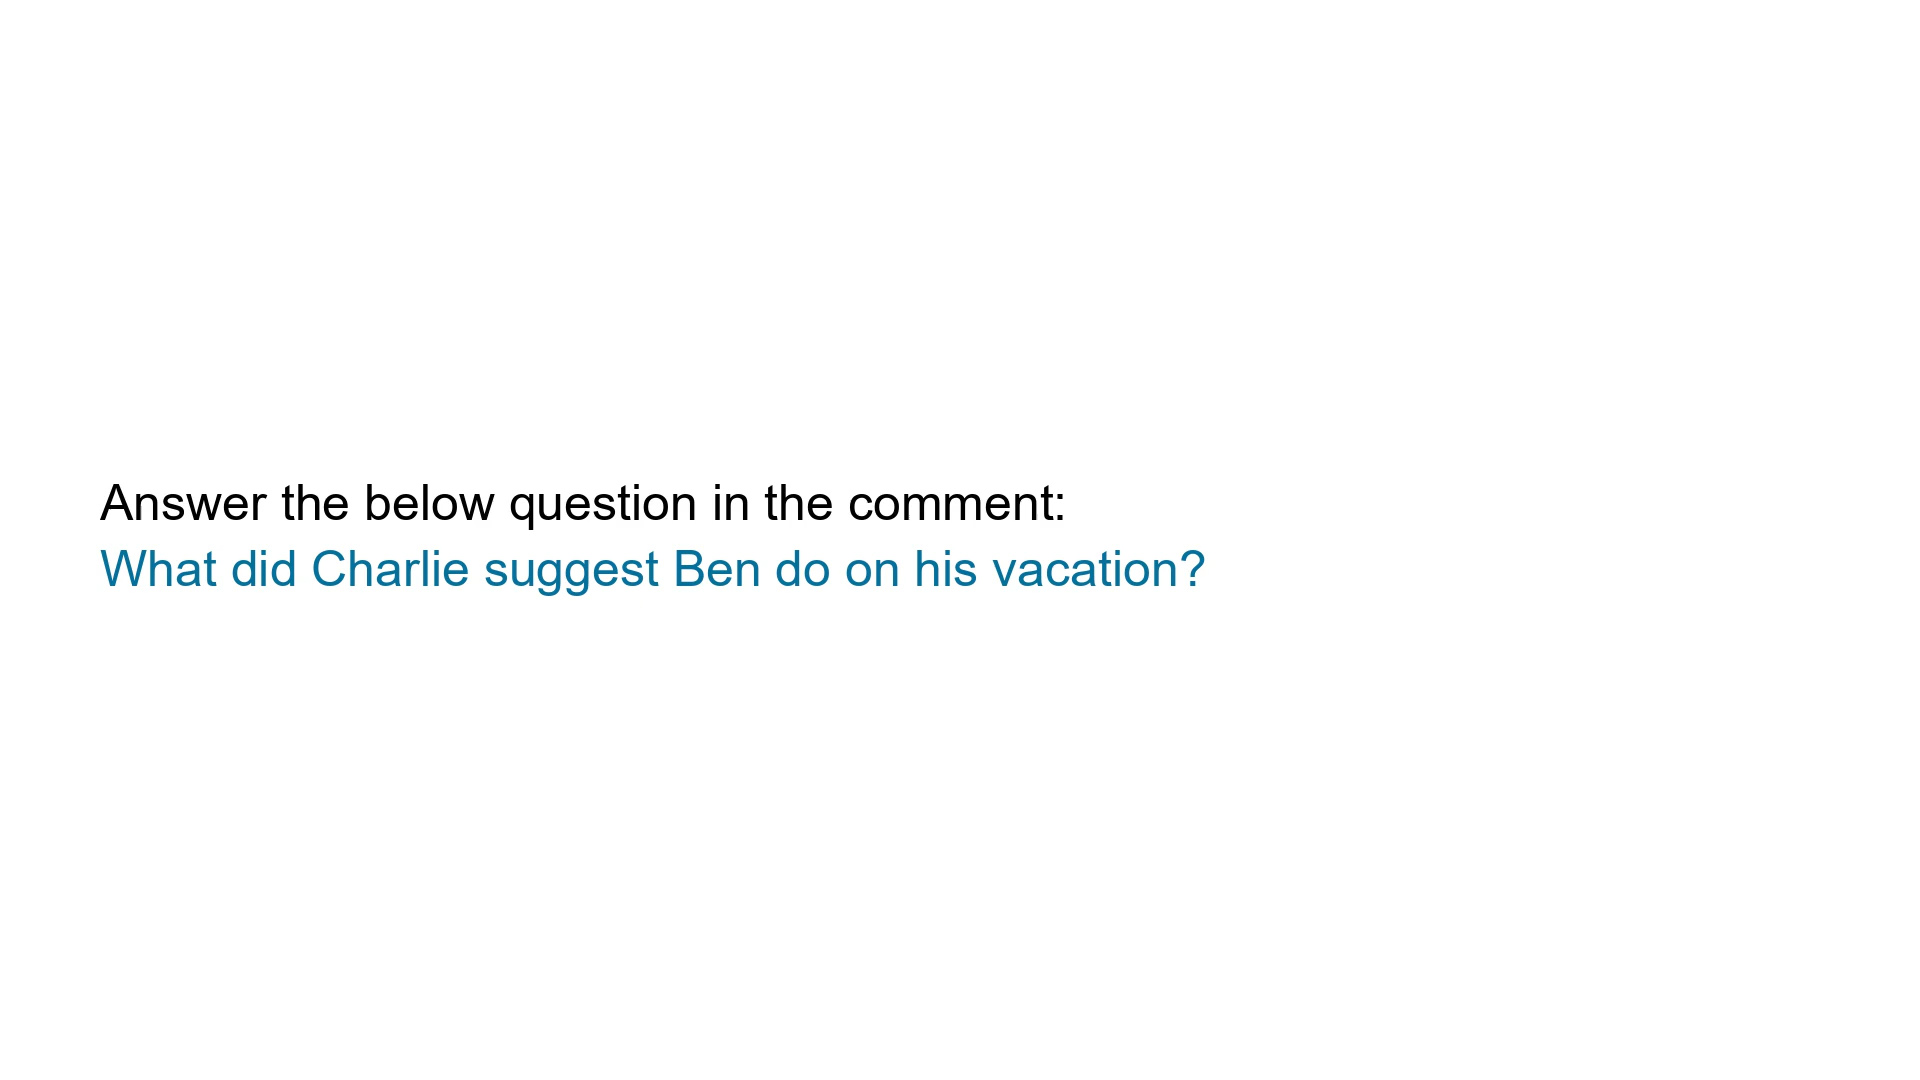 Answer the below question in the comment:
What did Charlie suggest Ben do on his vacation?